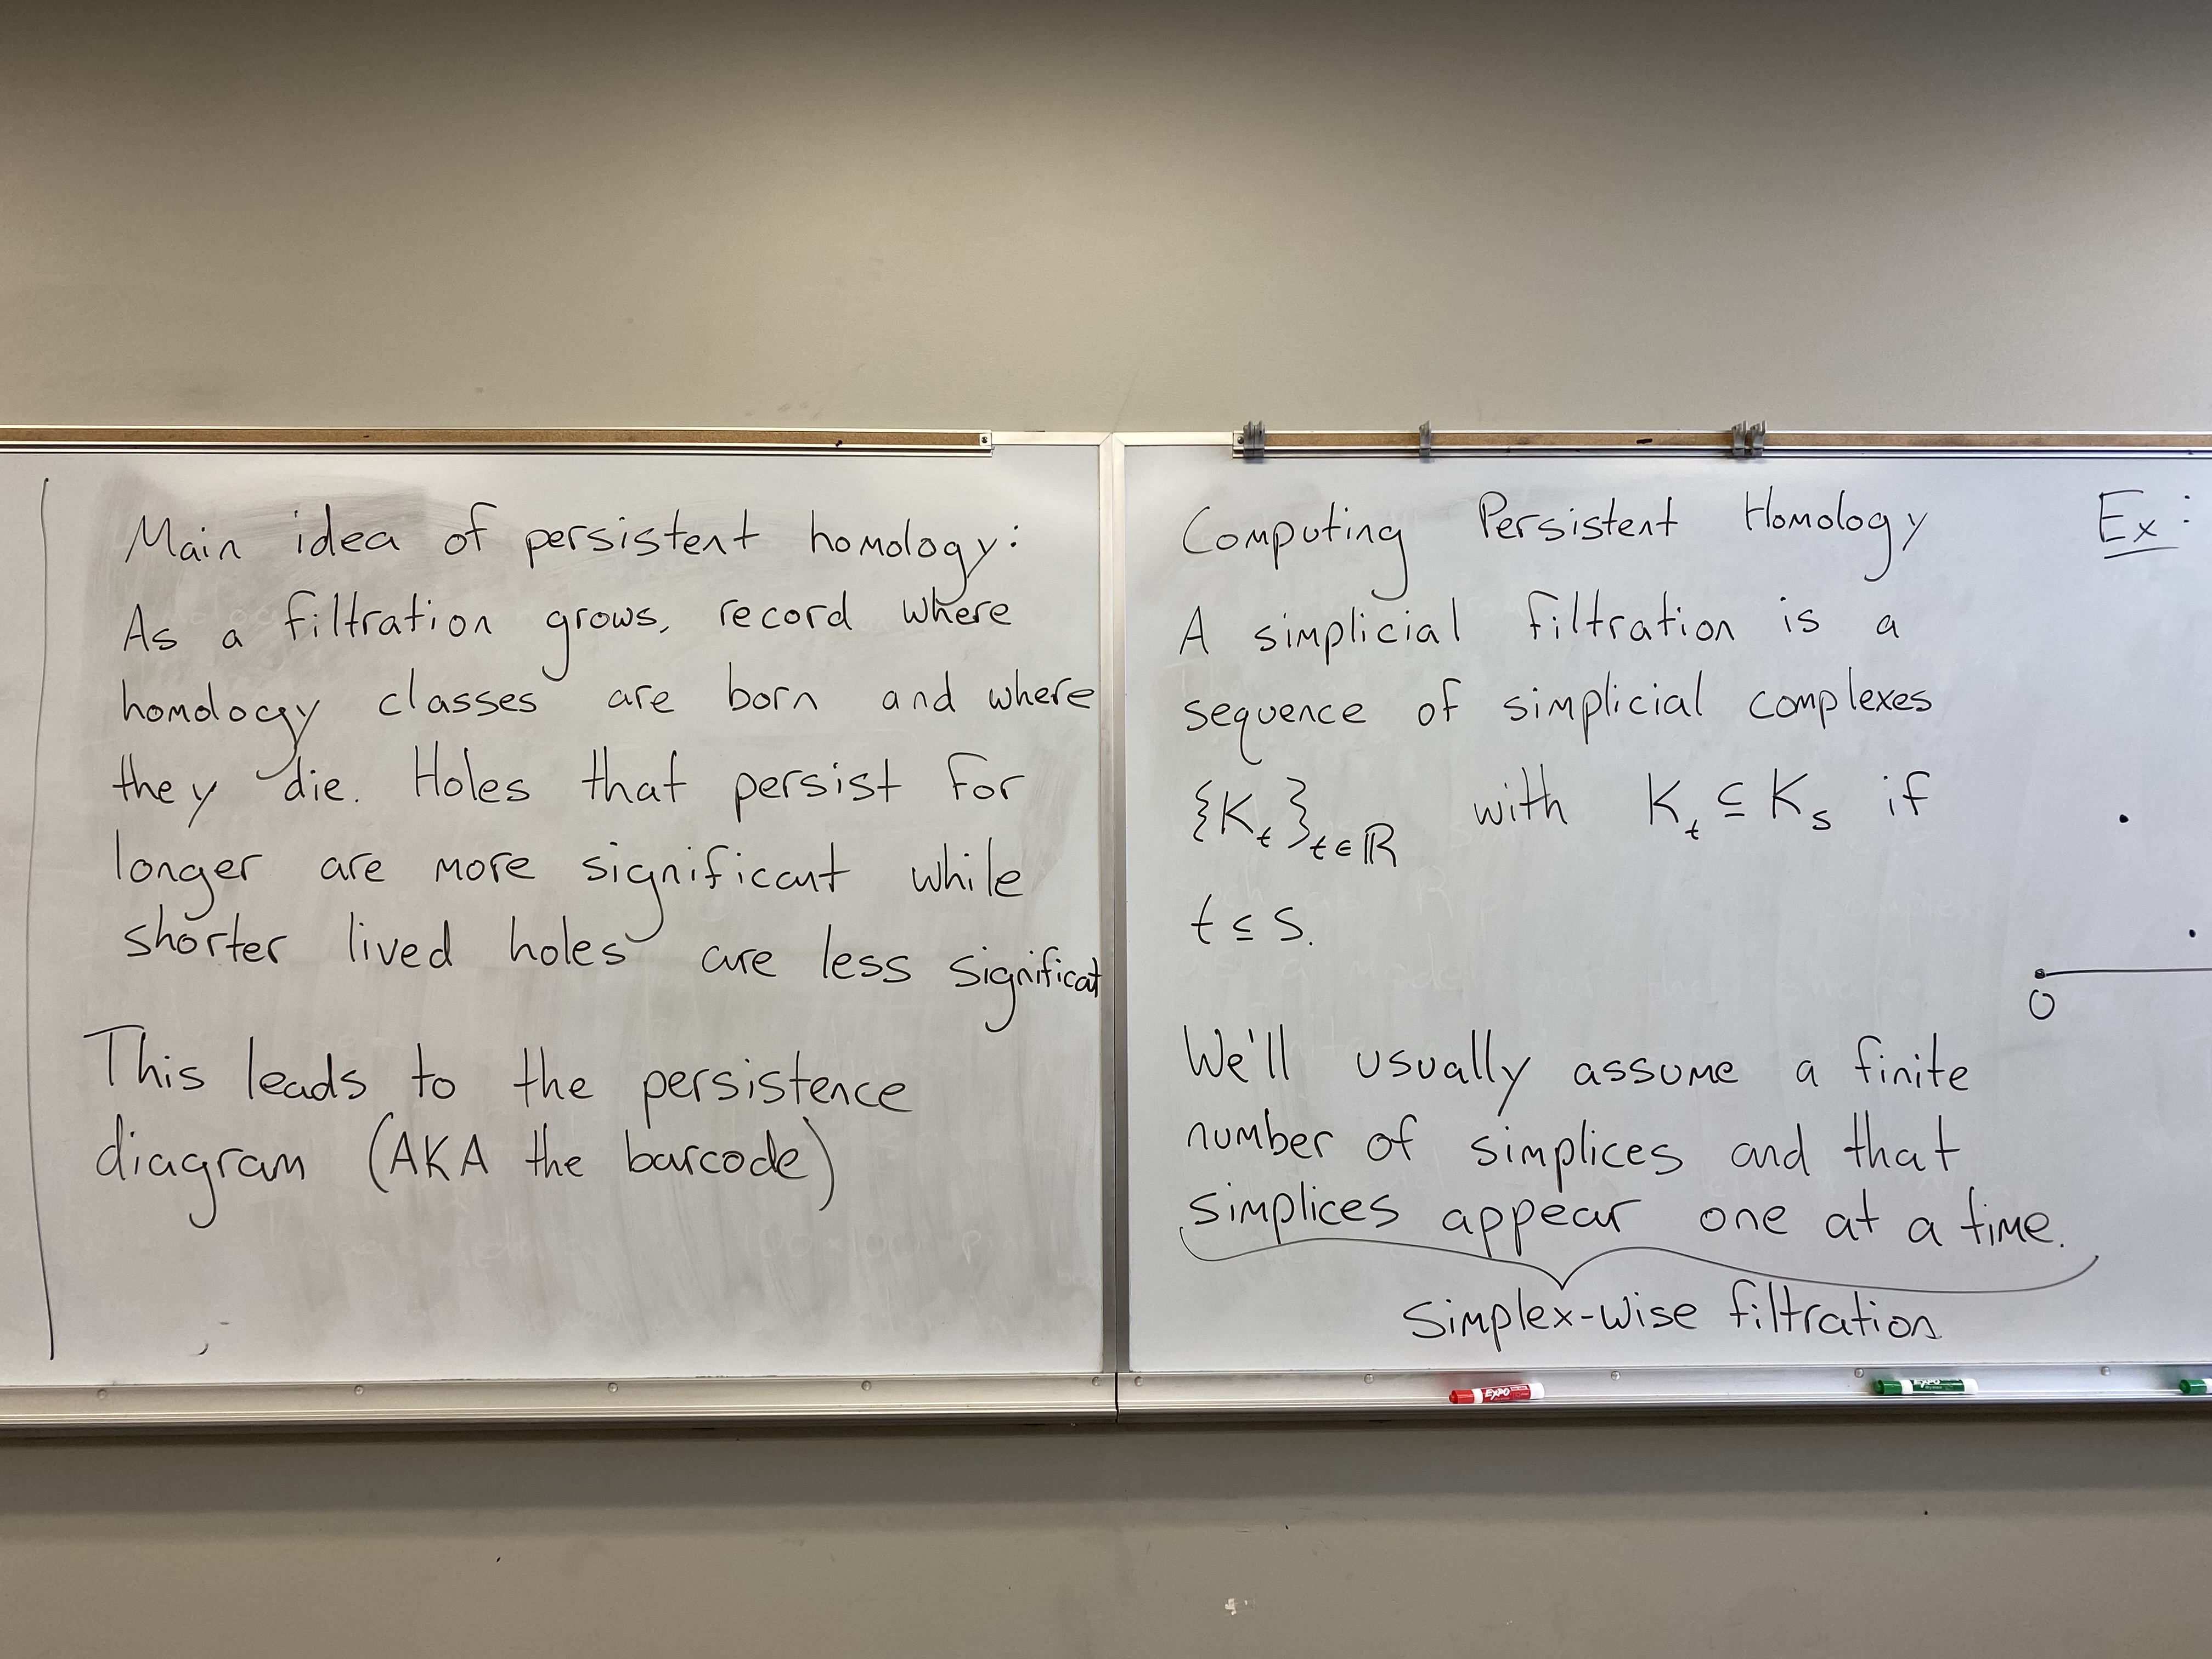 Main idea of persistent homology:
As a filtration grows, record where
homology classes are born and where
they die. Holes that persist for
longer are more significant while
shorter lived holes are less significat
This leads to the persistence
diagram (AKA the barcode)
Computing Persistent Homology
A simplicial filtration is a
sequence of simplicial complexes
{K_t}_{t∈ℝ} with K_t ⊆ K_s if
t ≤ s.
We'll usually assume a finite
number of simplices and that
simplices appear one at a time.
Simplex-wise filtration
Ex:
0
EXPO
EXPO